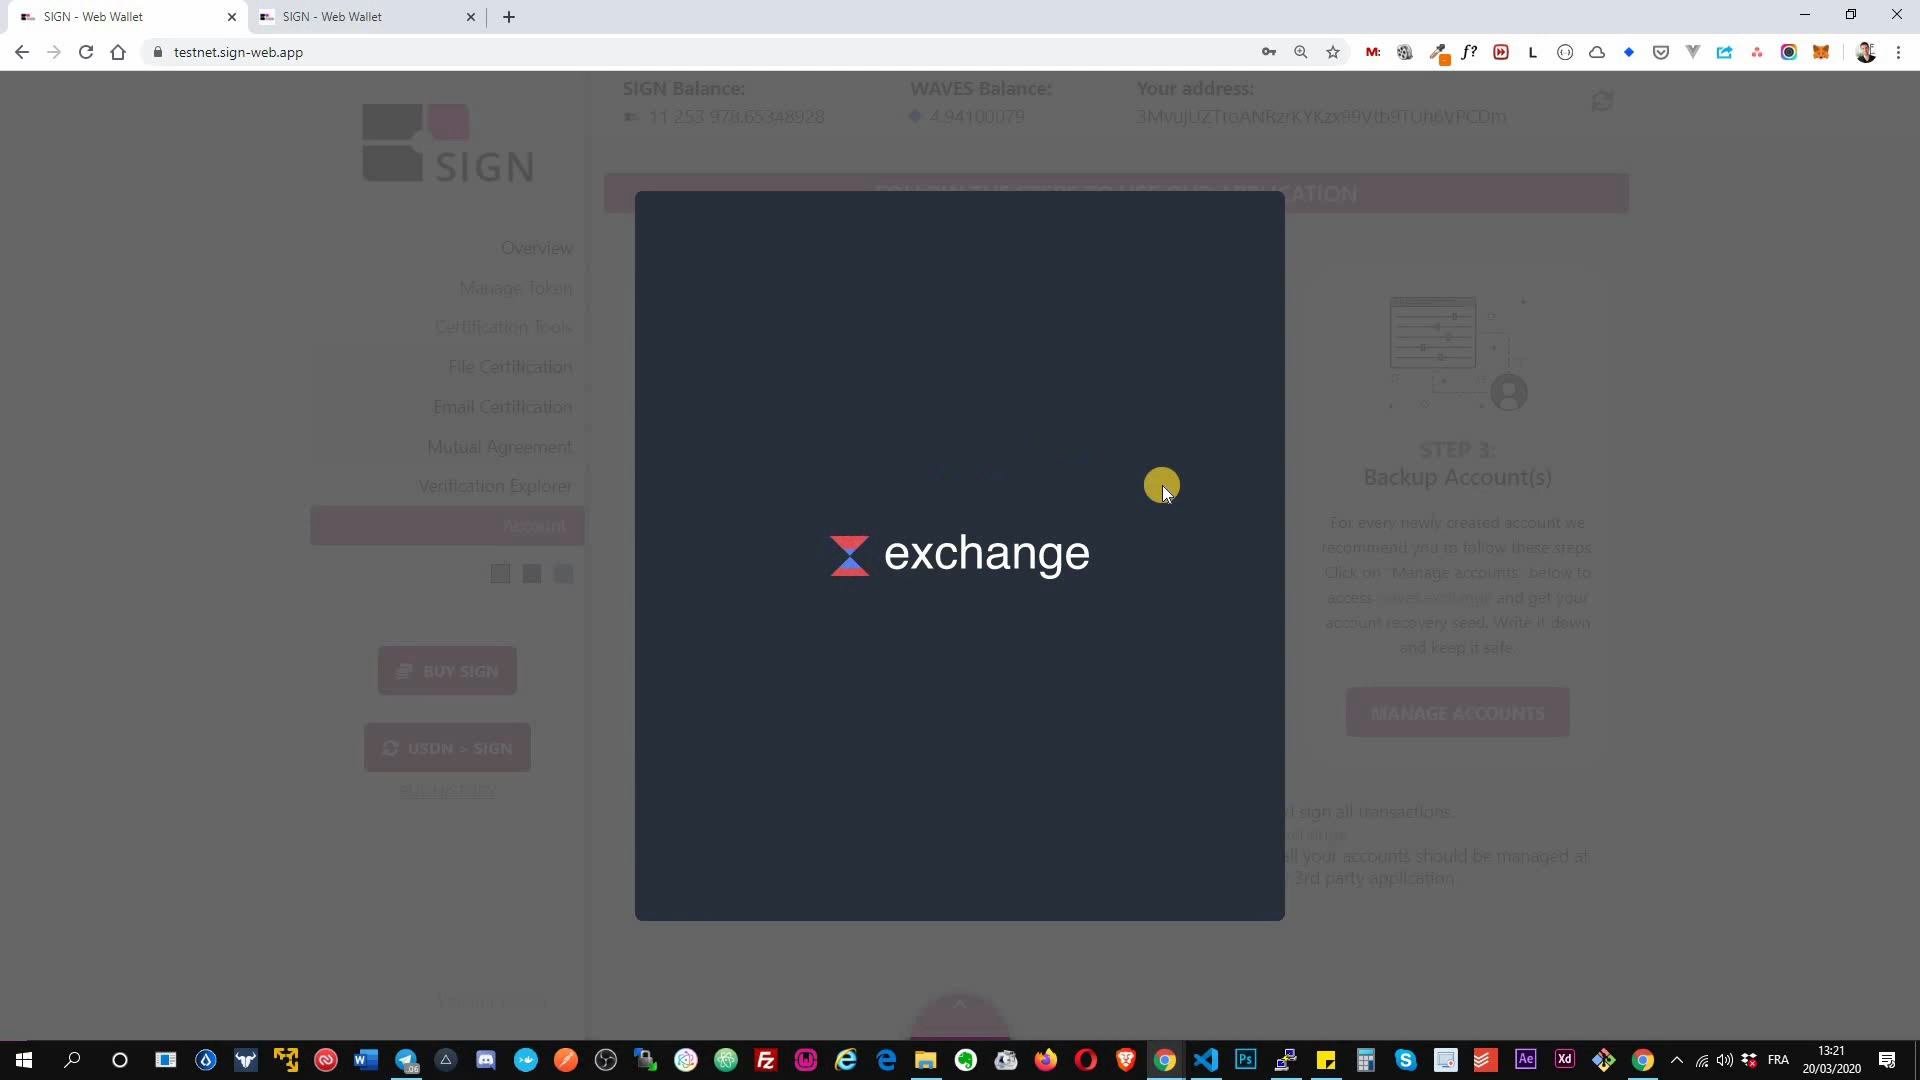 SIGN - Web Wallet
SIGN - Web Wallet
testnet.sign-web.app
SIGN Balance:
WAVES Balance:
Your address:
11 253 978.65348928
4.94100079
SIGN
CATION
Overview
Manage Token
Certification Tools
File Certification
Email Certification
Mutual Agreement
Verification Explorer
Account
exchange
STEP 3:
Backup Account(s)
For every newly created account we
recommend you to follow these steps
Click on "Manage accounts" below to
access waves.exchange and get your
account recovery seed. Write it down
and keep it safe.
BUY SIGN
MANAGE ACCOUNTS
USDN > SIGN
sign all transactions.
all your accounts should be managed at
3rd party application
FRA
13:21
20/03/2020